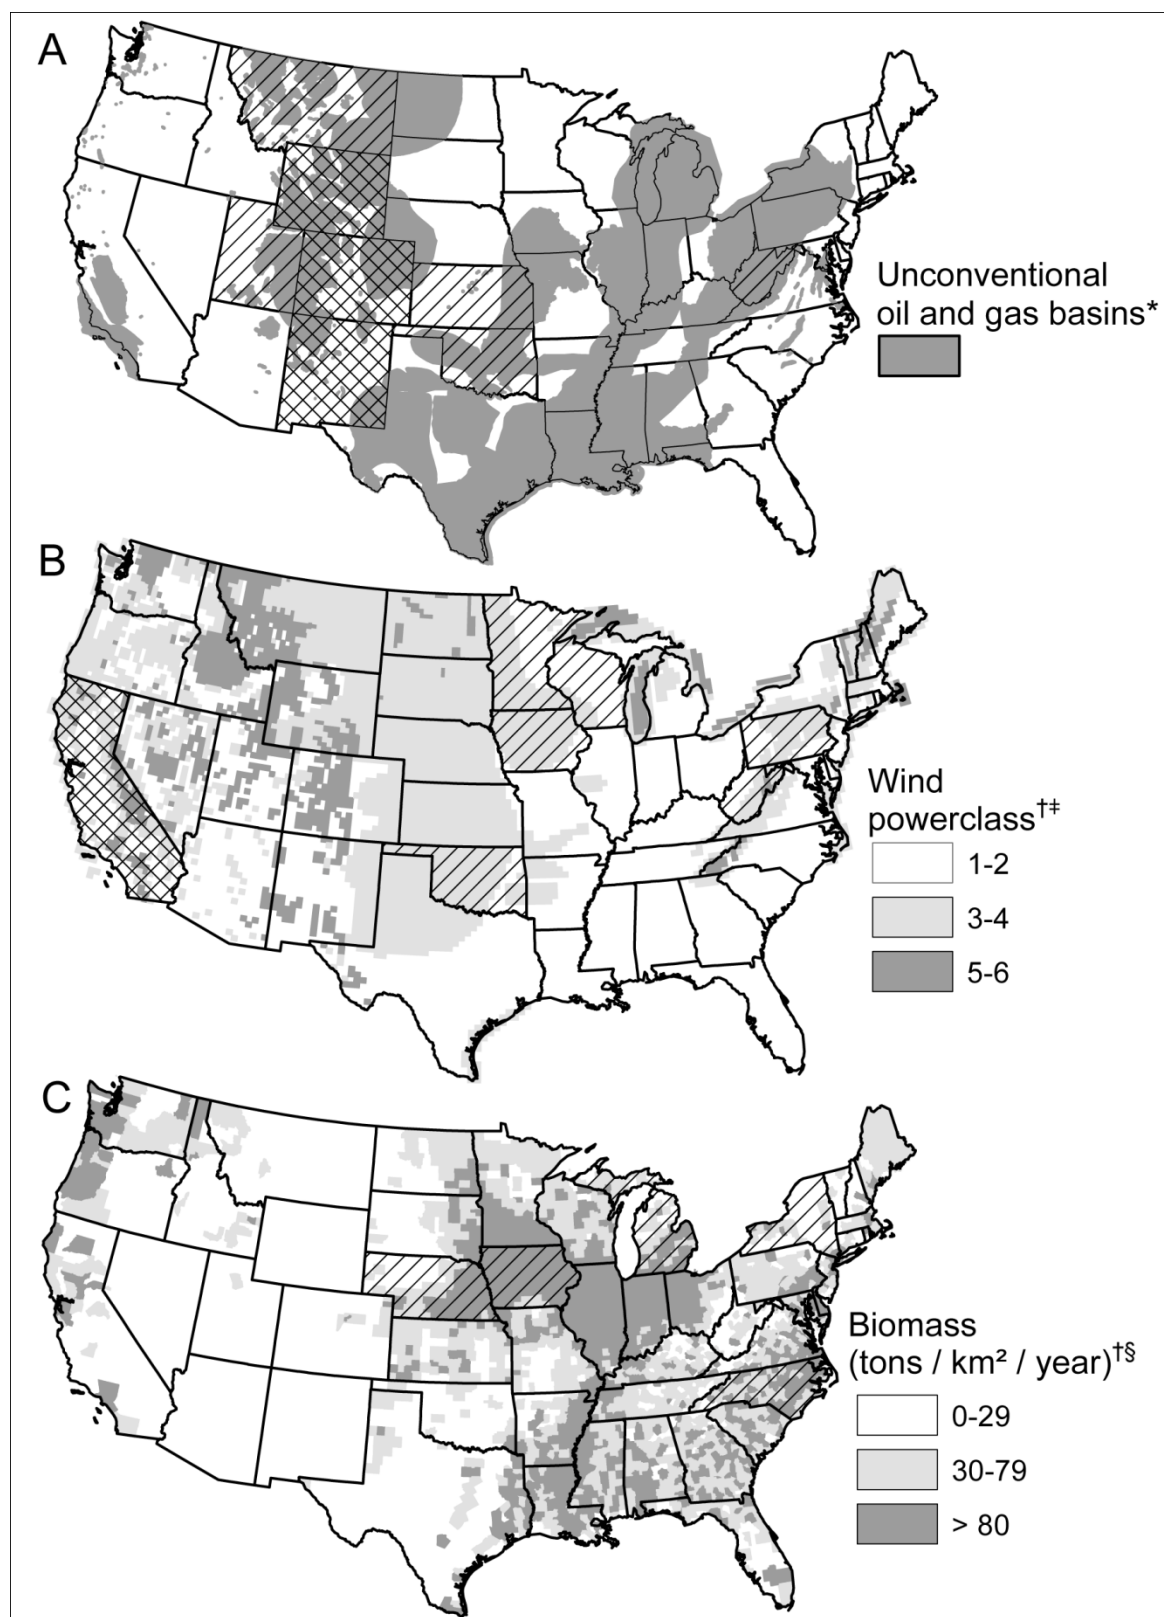 A
Unconventional
oil and gas basins*
B
Wind
powerclass†‡
1-2
3-4
5-6
C
Biomass
(tons / km² / year)†§
0-29
30-79
> 80